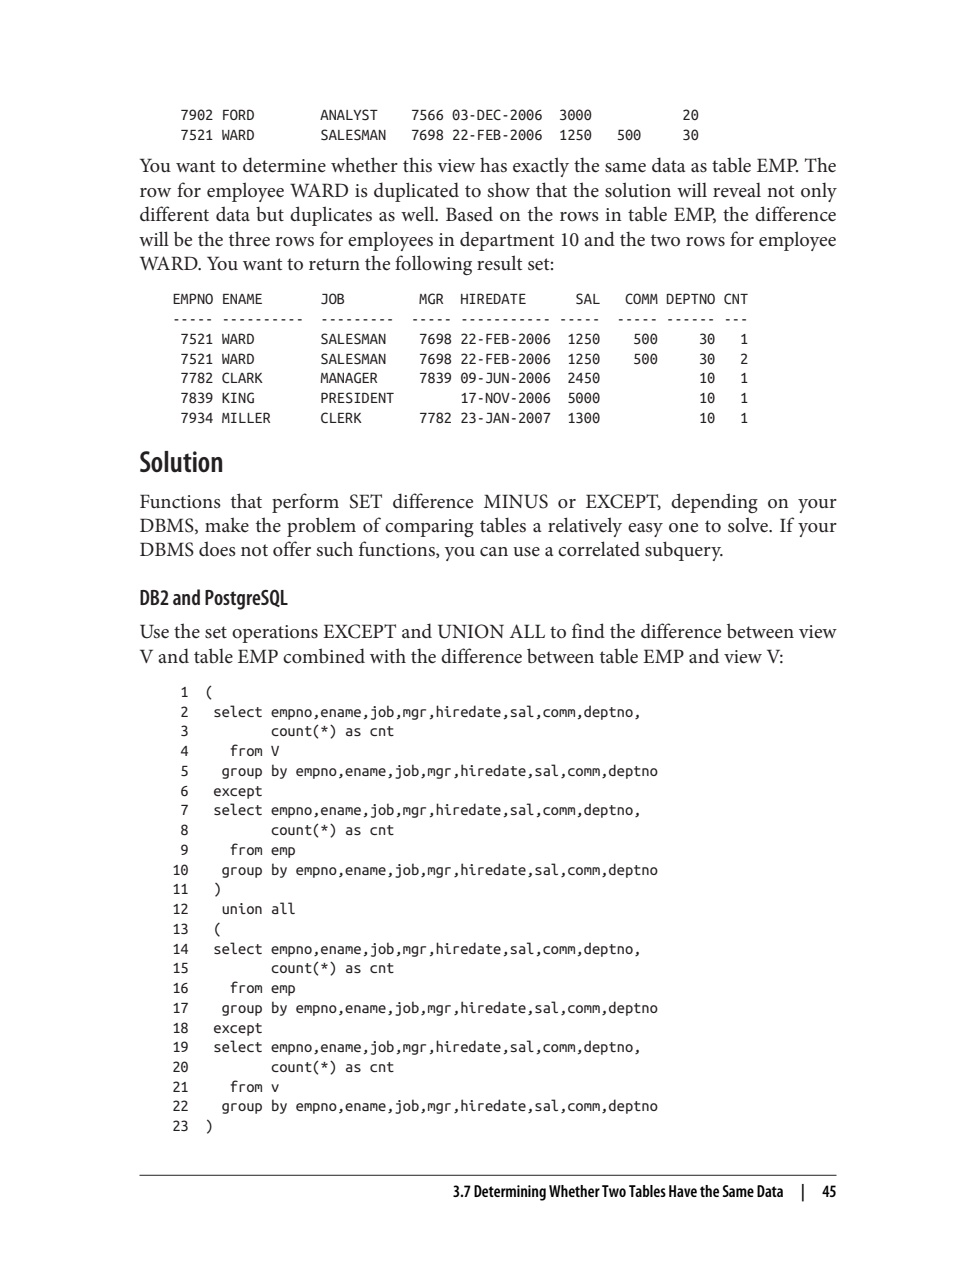 7902 FORD        ANALYST    7566 03-DEC-2006  3000           20
7521 WARD        SALESMAN   7698 22-FEB-2006  1250   500     30
You want to determine whether this view has exactly the same data as table EMP. The
row for employee WARD is duplicated to show that the solution will reveal not only
different data but duplicates as well. Based on the rows in table EMP, the difference
will be the three rows for employees in department 10 and the two rows for employee
WARD. You want to return the following result set:
EMPNO ENAME       JOB         MGR  HIREDATE      SAL   COMM DEPTNO CNT
----- ----------  --------- ----- ----------- -----  ----- ------ ---
7521 WARD        SALESMAN    7698 22-FEB-2006  1250    500     30   1
7521 WARD        SALESMAN    7698 22-FEB-2006  1250    500     30   2
7782 CLARK       MANAGER     7839 09-JUN-2006  2450            10   1
7839 KING        PRESIDENT        17-NOV-2006  5000            10   1
7934 MILLER      CLERK       7782 23-JAN-2007  1300            10   1
Solution
Functions that perform SET difference MINUS or EXCEPT, depending on your
DBMS, make the problem of comparing tables a relatively easy one to solve. If your
DBMS does not offer such functions, you can use a correlated subquery.
DB2 and PostgreSQL
Use the set operations EXCEPT and UNION ALL to find the difference between view
V and table EMP combined with the difference between table EMP and view V:
1  (
2   select empno,ename,job,mgr,hiredate,sal,comm,deptno,
3          count(*) as cnt
4     from V
5    group by empno,ename,job,mgr,hiredate,sal,comm,deptno
6   except
7   select empno,ename,job,mgr,hiredate,sal,comm,deptno,
8          count(*) as cnt
9     from emp
10    group by empno,ename,job,mgr,hiredate,sal,comm,deptno
11   )
12    union all
13   (
14   select empno,ename,job,mgr,hiredate,sal,comm,deptno,
15          count(*) as cnt
16     from emp
17    group by empno,ename,job,mgr,hiredate,sal,comm,deptno
18   except
19   select empno,ename,job,mgr,hiredate,sal,comm,deptno,
20          count(*) as cnt
21     from v
22    group by empno,ename,job,mgr,hiredate,sal,comm,deptno
23  )
3.7 Determining Whether Two Tables Have the Same Data | 45